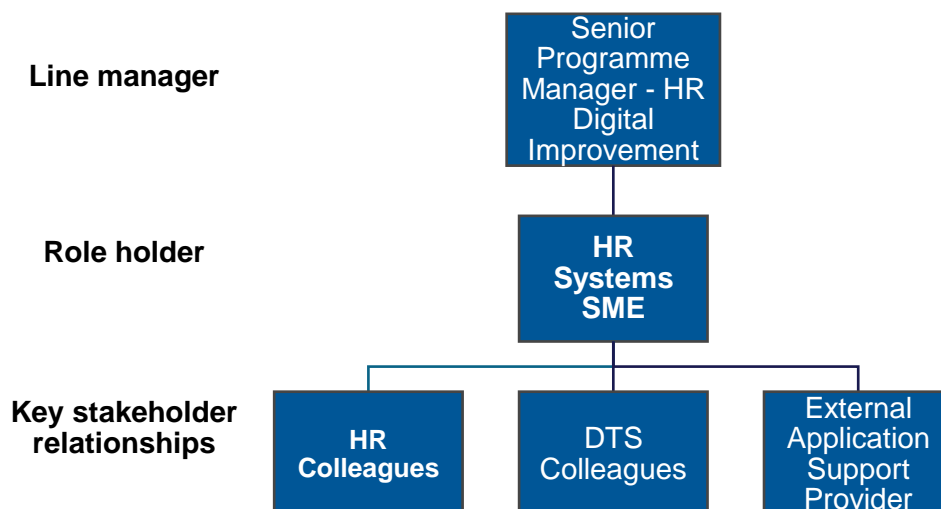 Line manager
Senior
Programme
Manager - HR
Digital
Improvement
Role holder
HR
Systems
SME
Key stakeholder
relationships
HR
Colleagues
DTS
Colleagues
External
Application
Support
Provider